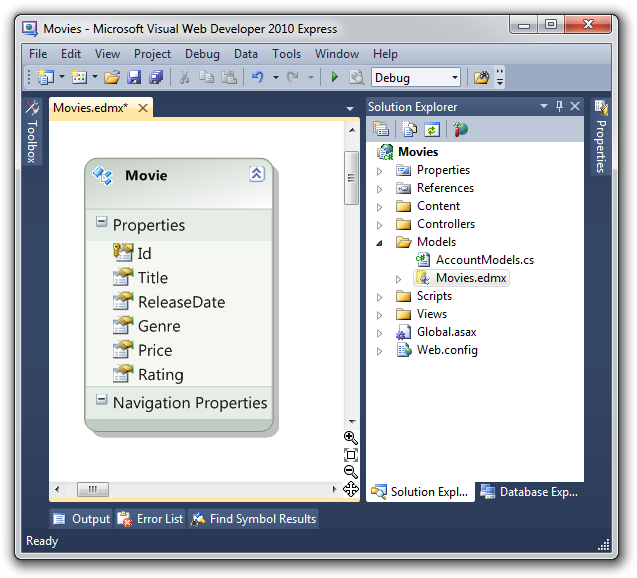 Movies - Microsoft Visual Web Developer 2010 Express
File Edit View Project Debug Data Tools Window Help
Debug
Toolbox
Movies.edmx*
Movie
Properties
Id
Title
ReleaseDate
Genre
Price
Rating
Navigation Properties
Solution Explorer
Movies
Properties
References
Content
Controllers
Models
AccountModels.cs
Movies.edmx
Scripts
Views
Global.asax
Web.config
Solution Expl...
Database Exp...
Properties
Output
Error List
Find Symbol Results
Ready